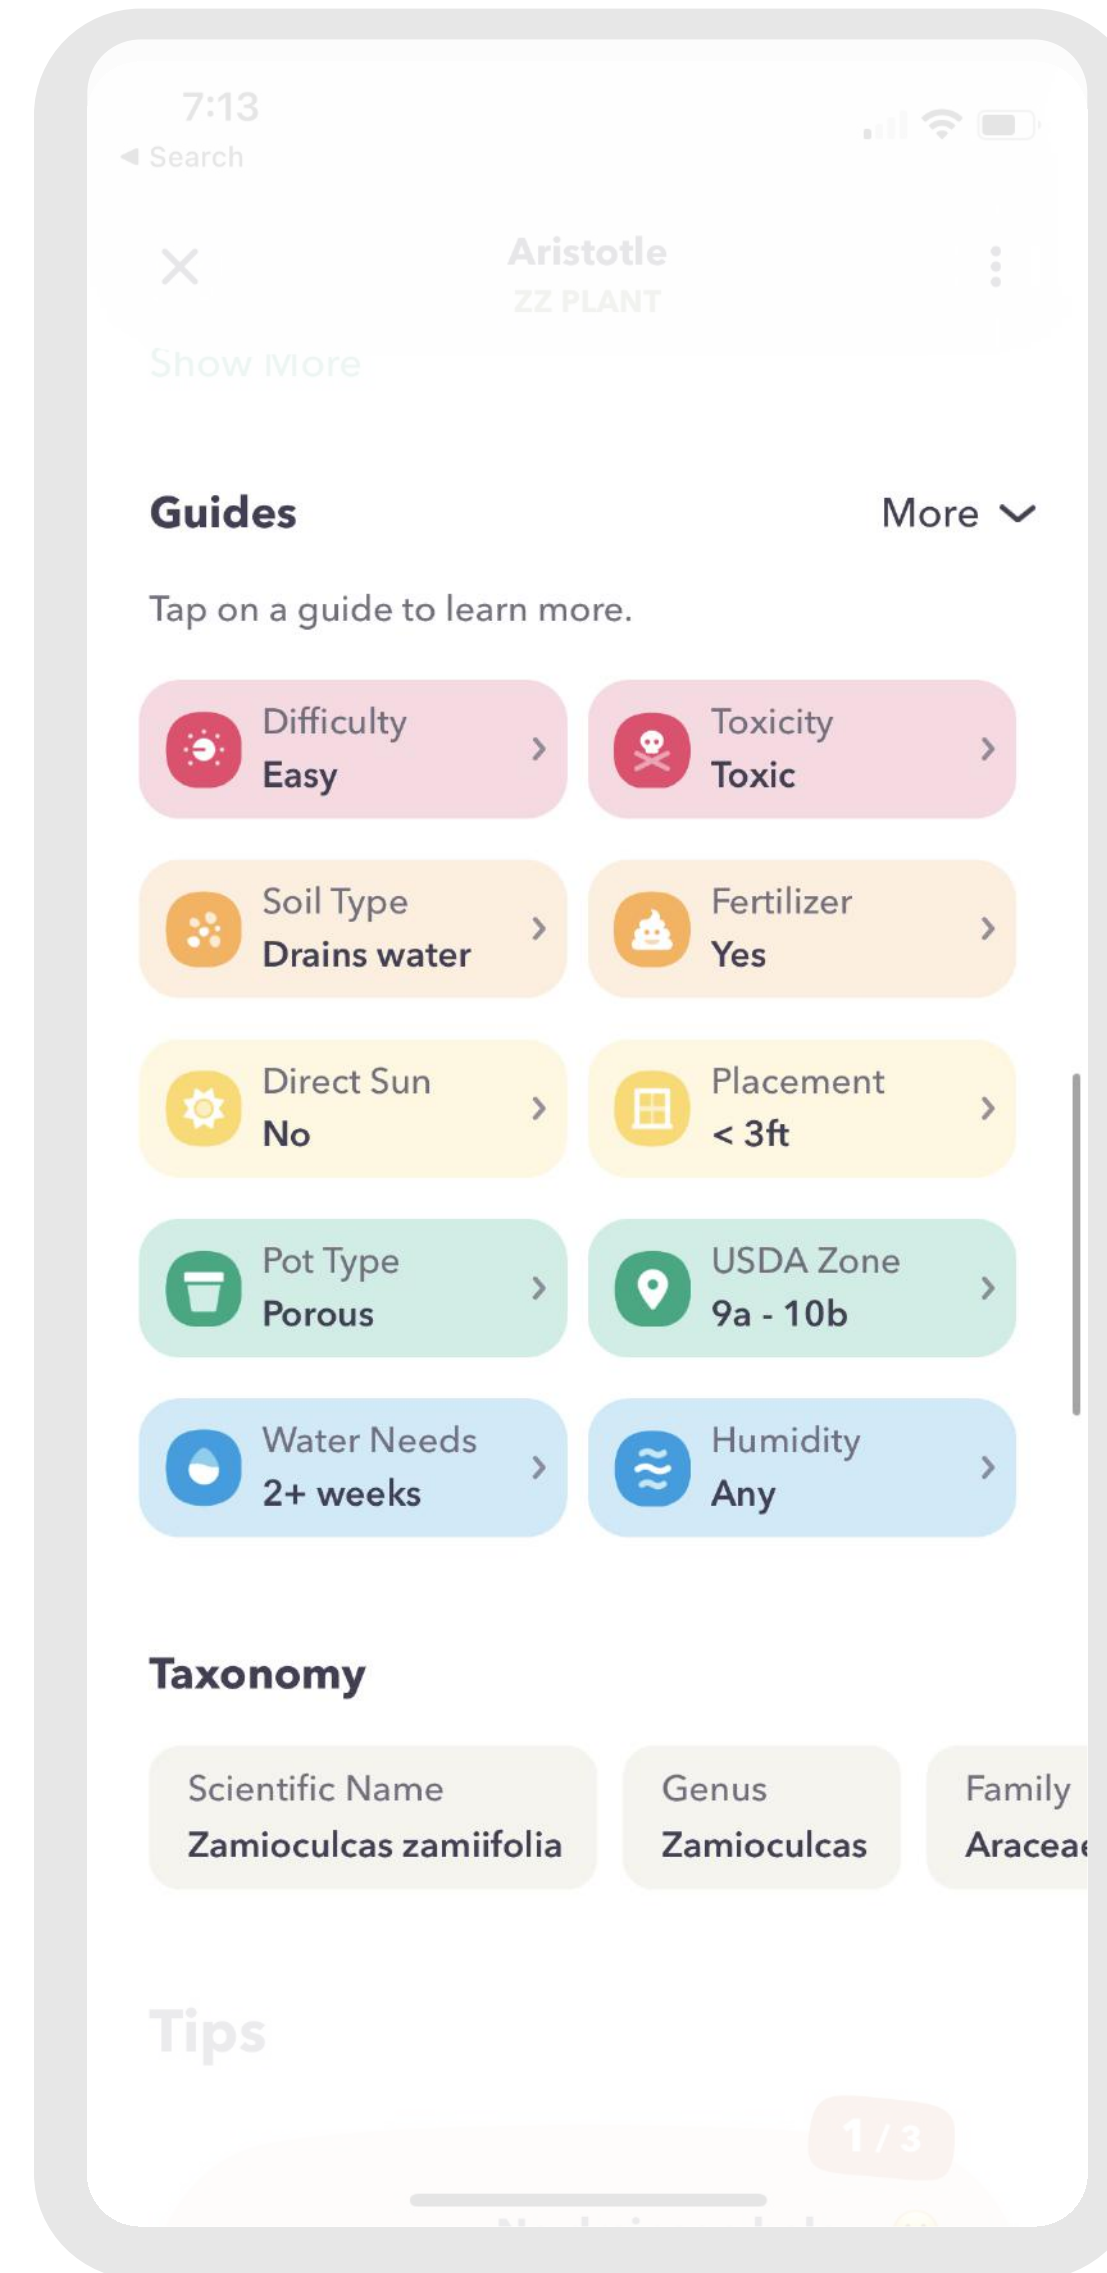 7:13
Search
Aristotle
ZZ PLANT
Show More
Guides
More
Tap on a guide to learn more.
Difficulty
Easy
Toxicity
Toxic
Soil Type
Drains water
Fertilizer
Yes
Direct Sun
No
Placement
< 3ft
Pot Type
Porous
USDA Zone
9a - 10b
Water Needs
2+ weeks
Humidity
Any
Taxonomy
Scientific Name
Zamioculcas zamiifolia
Genus
Zamioculcas
Family
Araceae
Tips
1 / 3